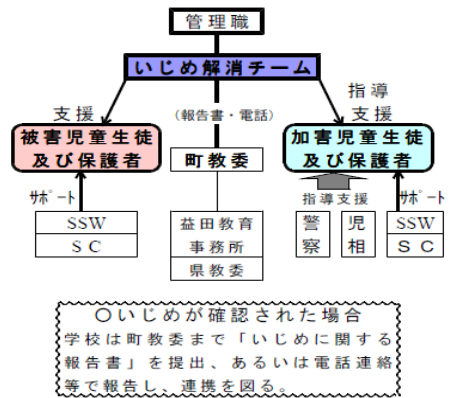 管理職
いじめ解消チーム
支援
(報告書・電話)
指導
支援
被害児童生徒
及び保護者
町教委
加害児童生徒
及び保護者
ｻﾎﾟｰﾄ
SSW
ＳＣ
益田教育
事務所
県教委
指導支援
警察
児相
ｻﾎﾟｰﾄ
SSW
ＳＣ
〇いじめが確認された場合
学校は町教委まで「いじめに関する
報告書」を提出、あるいは電話連絡
等で報告し、連携を図る。